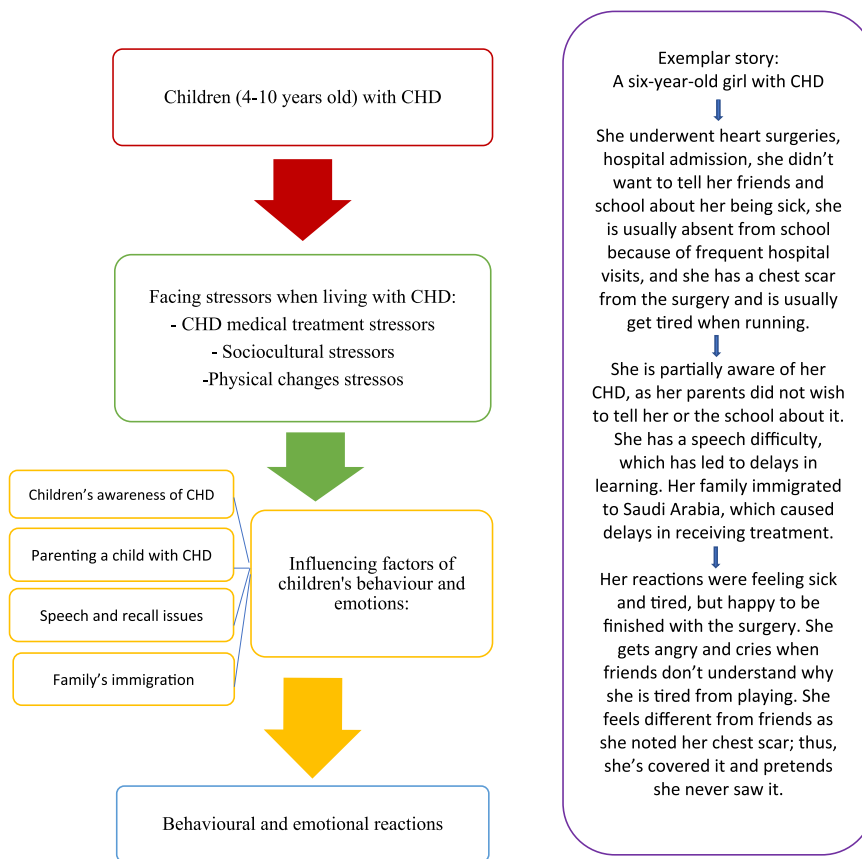 Children (4-10 years old) with CHD
Facing stressors when living with CHD:
- CHD medical treatment stressors
- Sociocultural stressors
-Physical changes stressos
Children's awareness of CHD
Parenting a child with CHD
Speech and recall issues
Family's immigration
Influencing factors of
children's behaviour and
emotions:
Behavioural and emotional reactions
Exemplar story:
A six-year-old girl with CHD
She underwent heart surgeries,
hospital admission, she didn't
want to tell her friends and
school about her being sick, she
is usually absent from school
because of frequent hospital
visits, and she has a chest scar
from the surgery and is usually
get tired when running.
She is partially aware of her
CHD, as her parents did not wish
to tell her or the school about it.
She has a speech difficulty,
which has led to delays in
learning. Her family immigrated
to Saudi Arabia, which caused
delays in receiving treatment.
Her reactions were feeling sick
and tired, but happy to be
finished with the surgery. She
gets angry and cries when
friends don't understand why
she is tired from playing. She
feels different from friends as
she noted her chest scar; thus,
she's covered it and pretends
she never saw it.